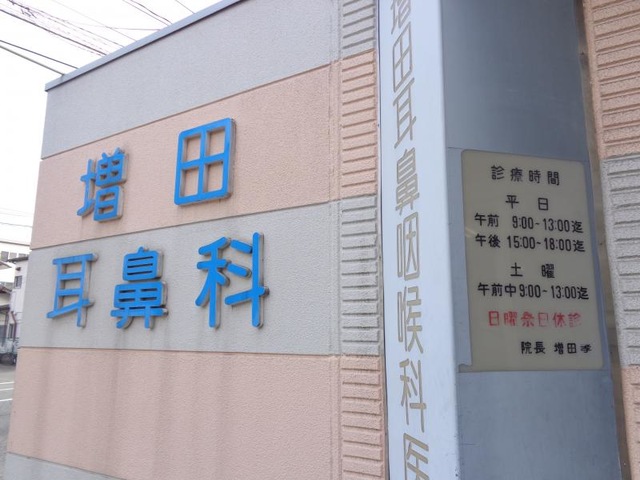 増田
耳鼻科
増田耳鼻咽喉科医
診療時間
平日
午前 9:00-13:00迄
午後 15:00-18:00迄
土曜
午前中9:00-13:00迄
日曜祭日休診
院長 増田